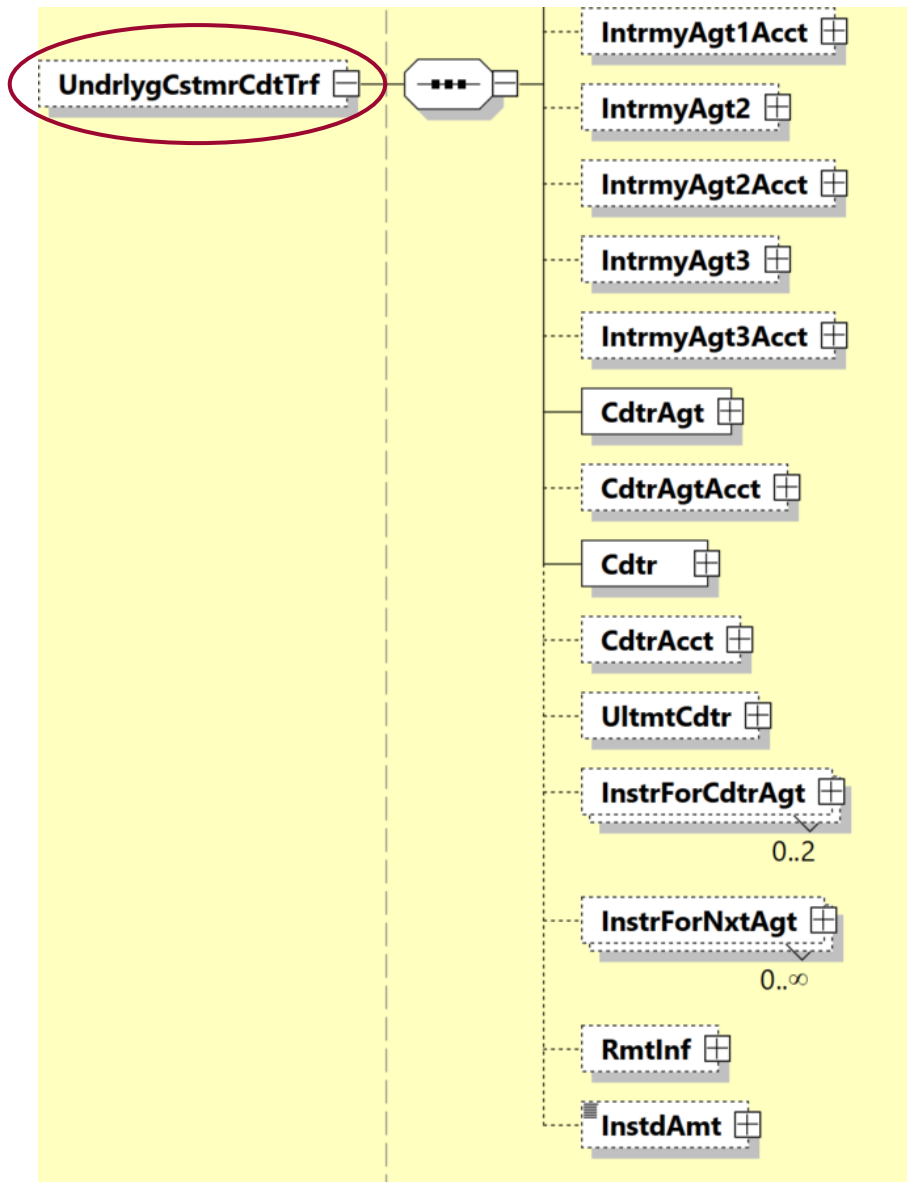 IntrmyAgt1Acct
UndrlygCstmrCdtTrf
IntrmyAgt2
IntrmyAgt2Acct
IntrmyAgt3
IntrmyAgt3Acct
CdtrAgt
CdtrAgtAcct
Cdtr
CdtrAcct
UltmtCdtr
InstrForCdtrAgt
0..2
InstrForNxtAgt
0..∞
RmtInf
InstdAmt